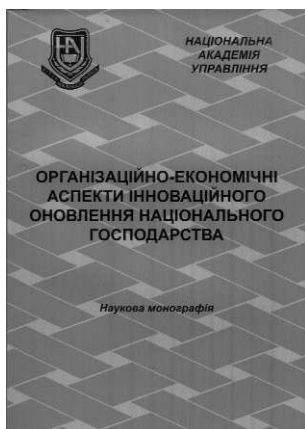 НАЦІОНАЛЬНА
АКАДЕМІЯ
УПРАВЛІННЯ
ОРГАНІЗАЦІЙНО-ЕКОНОМІЧНІ
АСПЕКТИ ІННОВАЦІЙНОГО
ОНОВЛЕННЯ НАЦІОНАЛЬНОГО
ГОСПОДАРСТВА
Наукова монографія